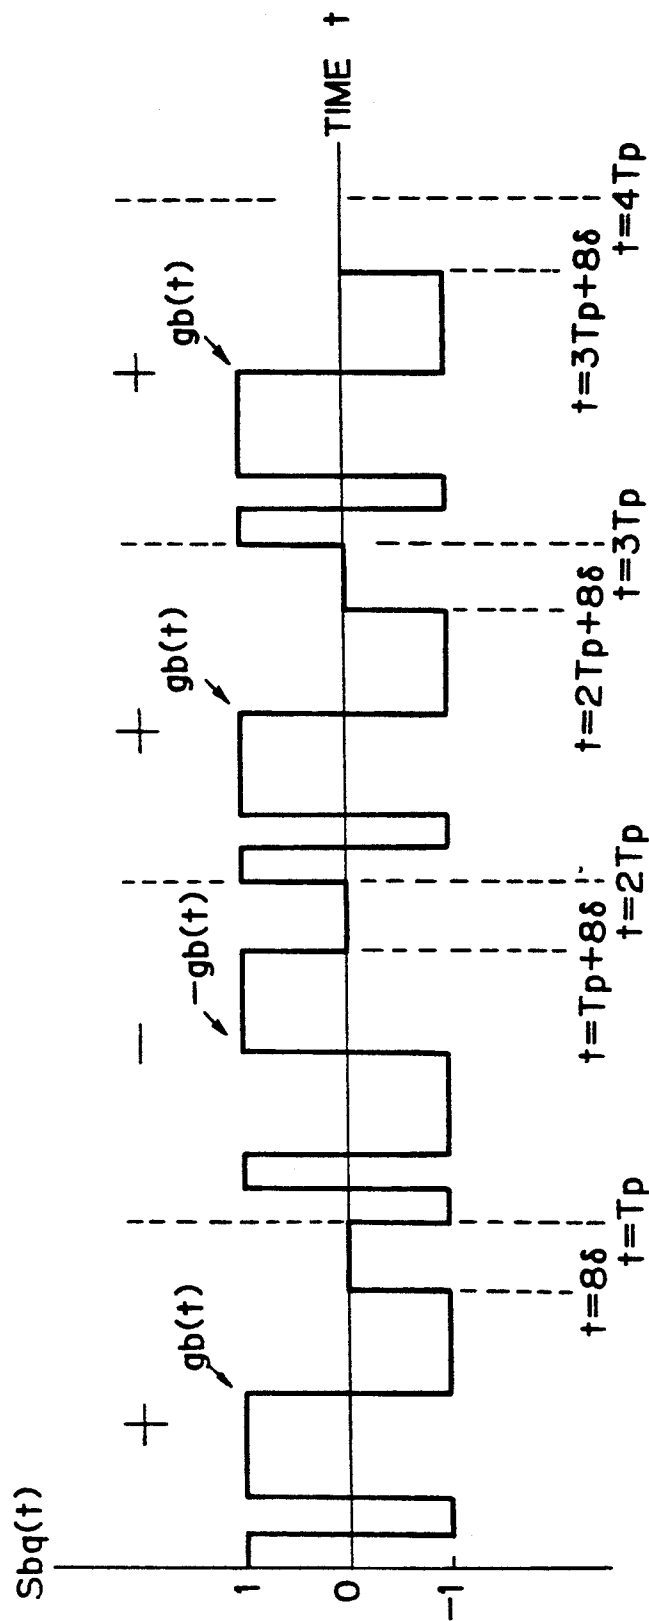 Sbq(t)
1
0
-1
+
-
+
+
gb(t)
-gb(t)
gb(t)
gb(t)
TIME t
t=8δ
t=Tp
t=Tp+8δ
t=2Tp
t=2Tp+8δ
t=3Tp
t=3Tp+8δ
t=4Tp